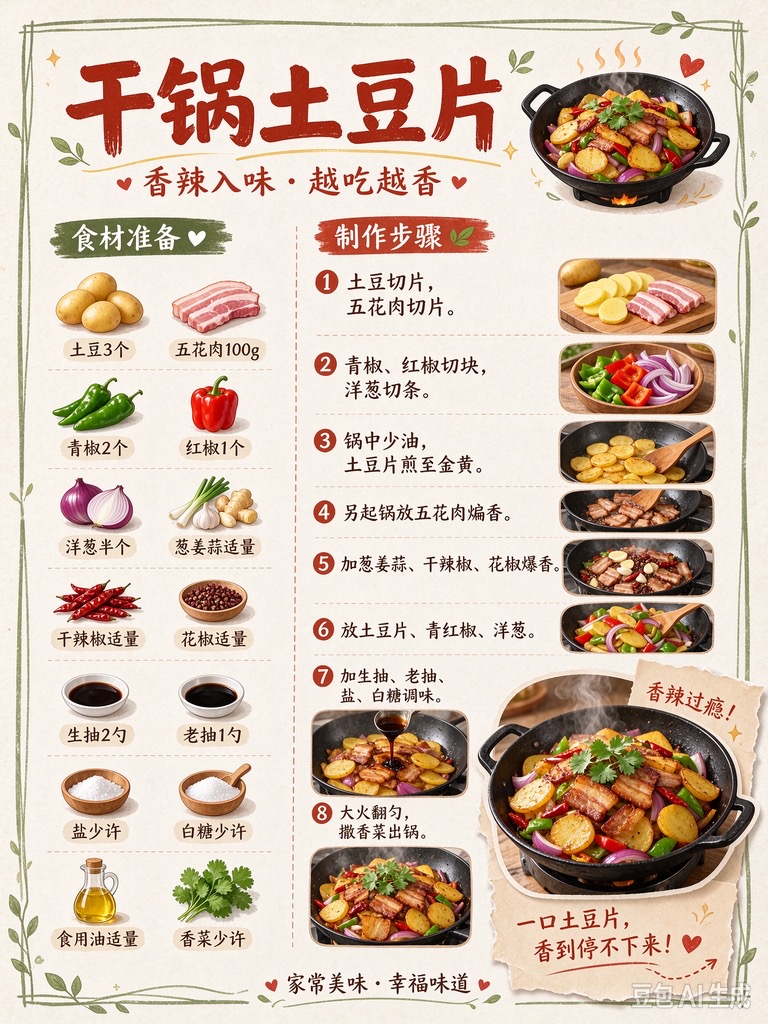 干锅土豆片
香辣入味·越吃越香
食材准备
土豆3个
五花肉100g
青椒2个
红椒1个
洋葱半个
葱姜蒜适量
干辣椒适量
花椒适量
生抽2勺
老抽1勺
盐少许
白糖少许
食用油适量
香菜少许
制作步骤
1 土豆切片，
五花肉切片。
2 青椒、红椒切块，
洋葱切条。
3 锅中少油，
土豆片煎至金黄。
4 另起锅放五花肉煸香。
5 加葱姜蒜、干辣椒、花椒爆香。
6 放土豆片、青红椒、洋葱。
7 加生抽、老抽、
盐、白糖调味。
8 大火翻匀，
撒香菜出锅。
香辣过瘾！
一口土豆片，
香到停不下来！
家常美味·幸福味道
豆包AI生成